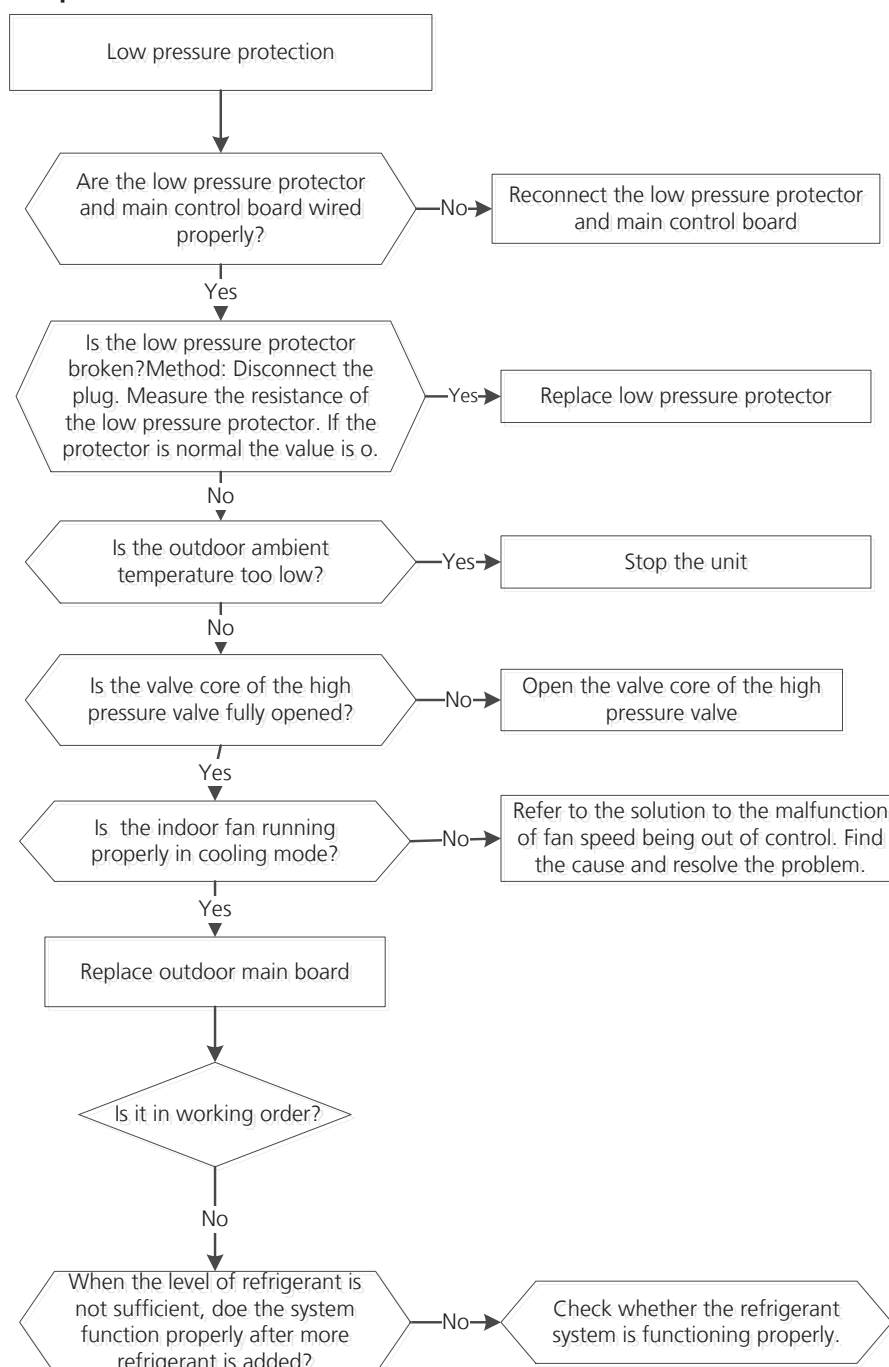 Low pressure protection
Are the low pressure protector
and main control board wired
properly?
No
Reconnect the low pressure protector
and main control board
Yes
Is the low pressure protector
broken?Method: Disconnect the
plug. Measure the resistance of
the low pressure protector. If the
protector is normal the value is o.
Yes
Replace low pressure protector
No
Is the outdoor ambient
temperature too low?
Yes
Stop the unit
No
Is the valve core of the high
pressure valve fully opened?
No
Open the valve core of the high
pressure valve
Yes
Is the indoor fan running
properly in cooling mode?
No
Refer to the solution to the malfunction
of fan speed being out of control. Find
the cause and resolve the problem.
Yes
Replace outdoor main board
Is it in working order?
No
When the level of refrigerant is
not sufficient, doe the system
function properly after more
refrigerant is added?
No
Check whether the refrigerant
system is functioning properly.